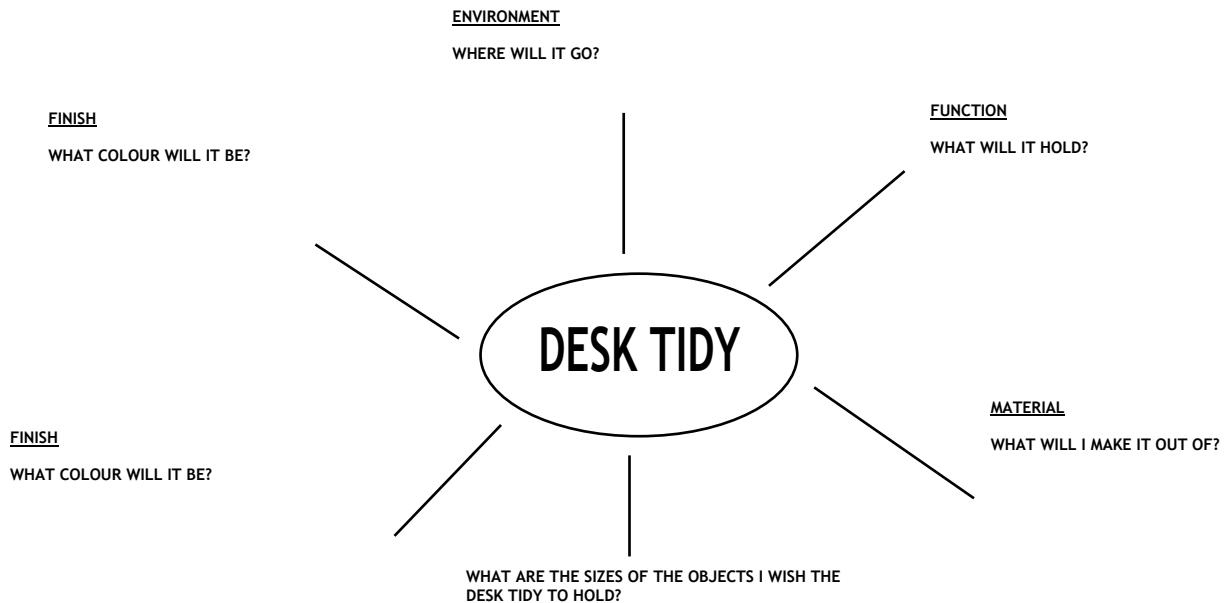 ENVIRONMENT
WHERE WILL IT GO?
FINISH
WHAT COLOUR WILL IT BE?
FUNCTION
WHAT WILL IT HOLD?
DESK TIDY
MATERIAL
WHAT WILL I MAKE IT OUT OF?
FINISH
WHAT COLOUR WILL IT BE?
WHAT ARE THE SIZES OF THE OBJECTS I WISH THE
DESK TIDY TO HOLD?